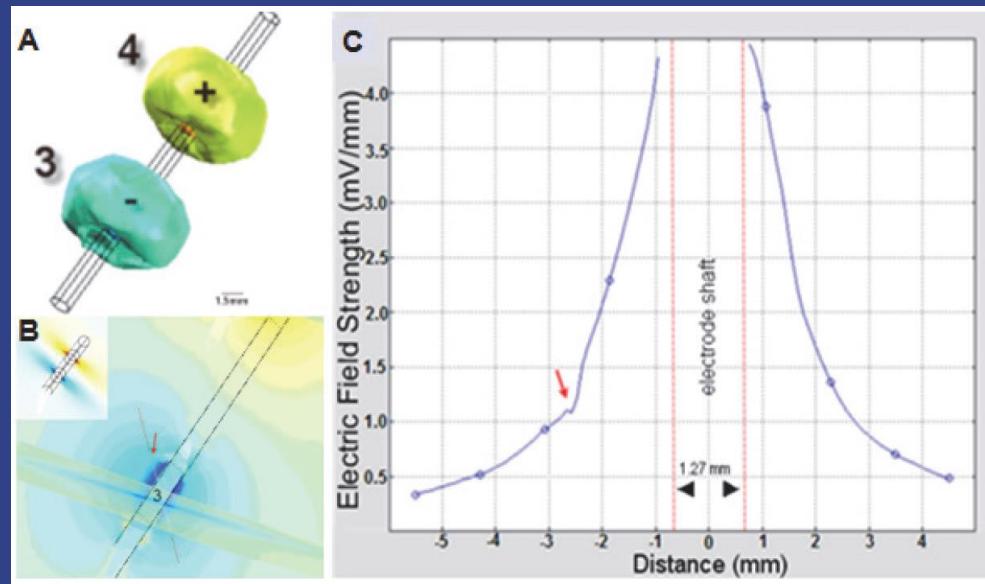 A
4
+
3
-
1.5mm
B
3
C
Electric Field Strength (mV/mm)
4.0
3.5
3.0
2.5
2.0
1.5
1.0
0.5
electrode shaft
1.27 mm
-5 -4 -3 -2 -1 0 1 2 3 4
Distance (mm)